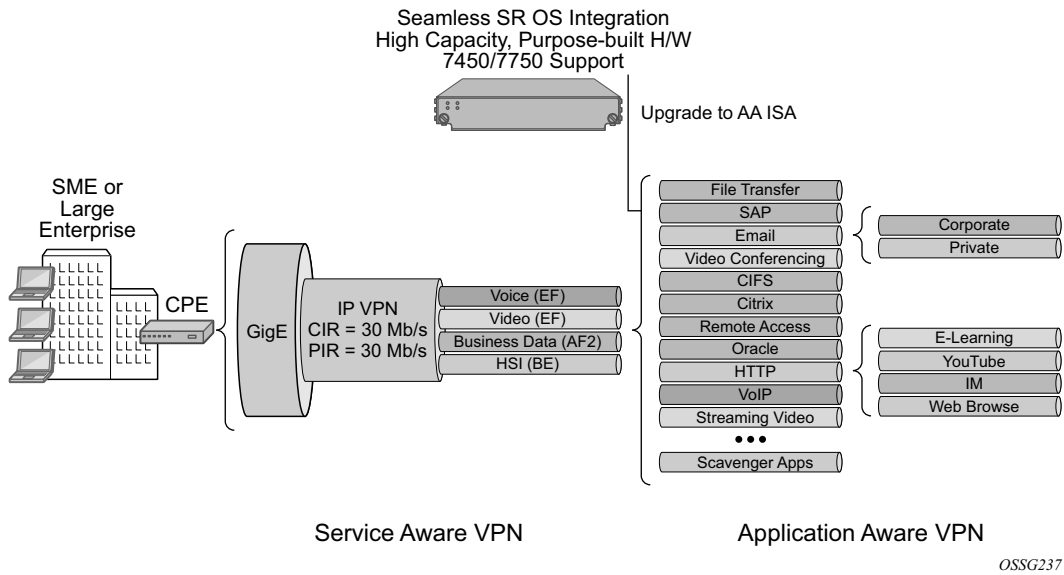 Seamless SR OS Integration
High Capacity, Purpose-built H/W
7450/7750 Support
Upgrade to AA ISA
SME or
Large
Enterprise
CPE
GigE
IP VPN
CIR = 30 Mb/s
PIR = 30 Mb/s
Voice (EF)
Video (EF)
Business Data (AF2)
HSI (BE)
File Transfer
SAP
Email
Video Conferencing
CIFS
Citrix
Remote Access
Oracle
HTTP
VoIP
Streaming Video
Scavenger Apps
Corporate
Private
E-Learning
YouTube
IM
Web Browse
Service Aware VPN
Application Aware VPN
OSSG237